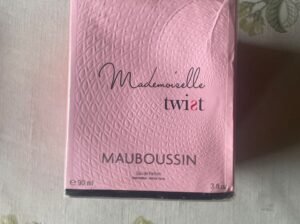 Mademoiselle
twist
MAUBOUSSIN
Eau de Parfum
e 90 ml 3 fl.oz